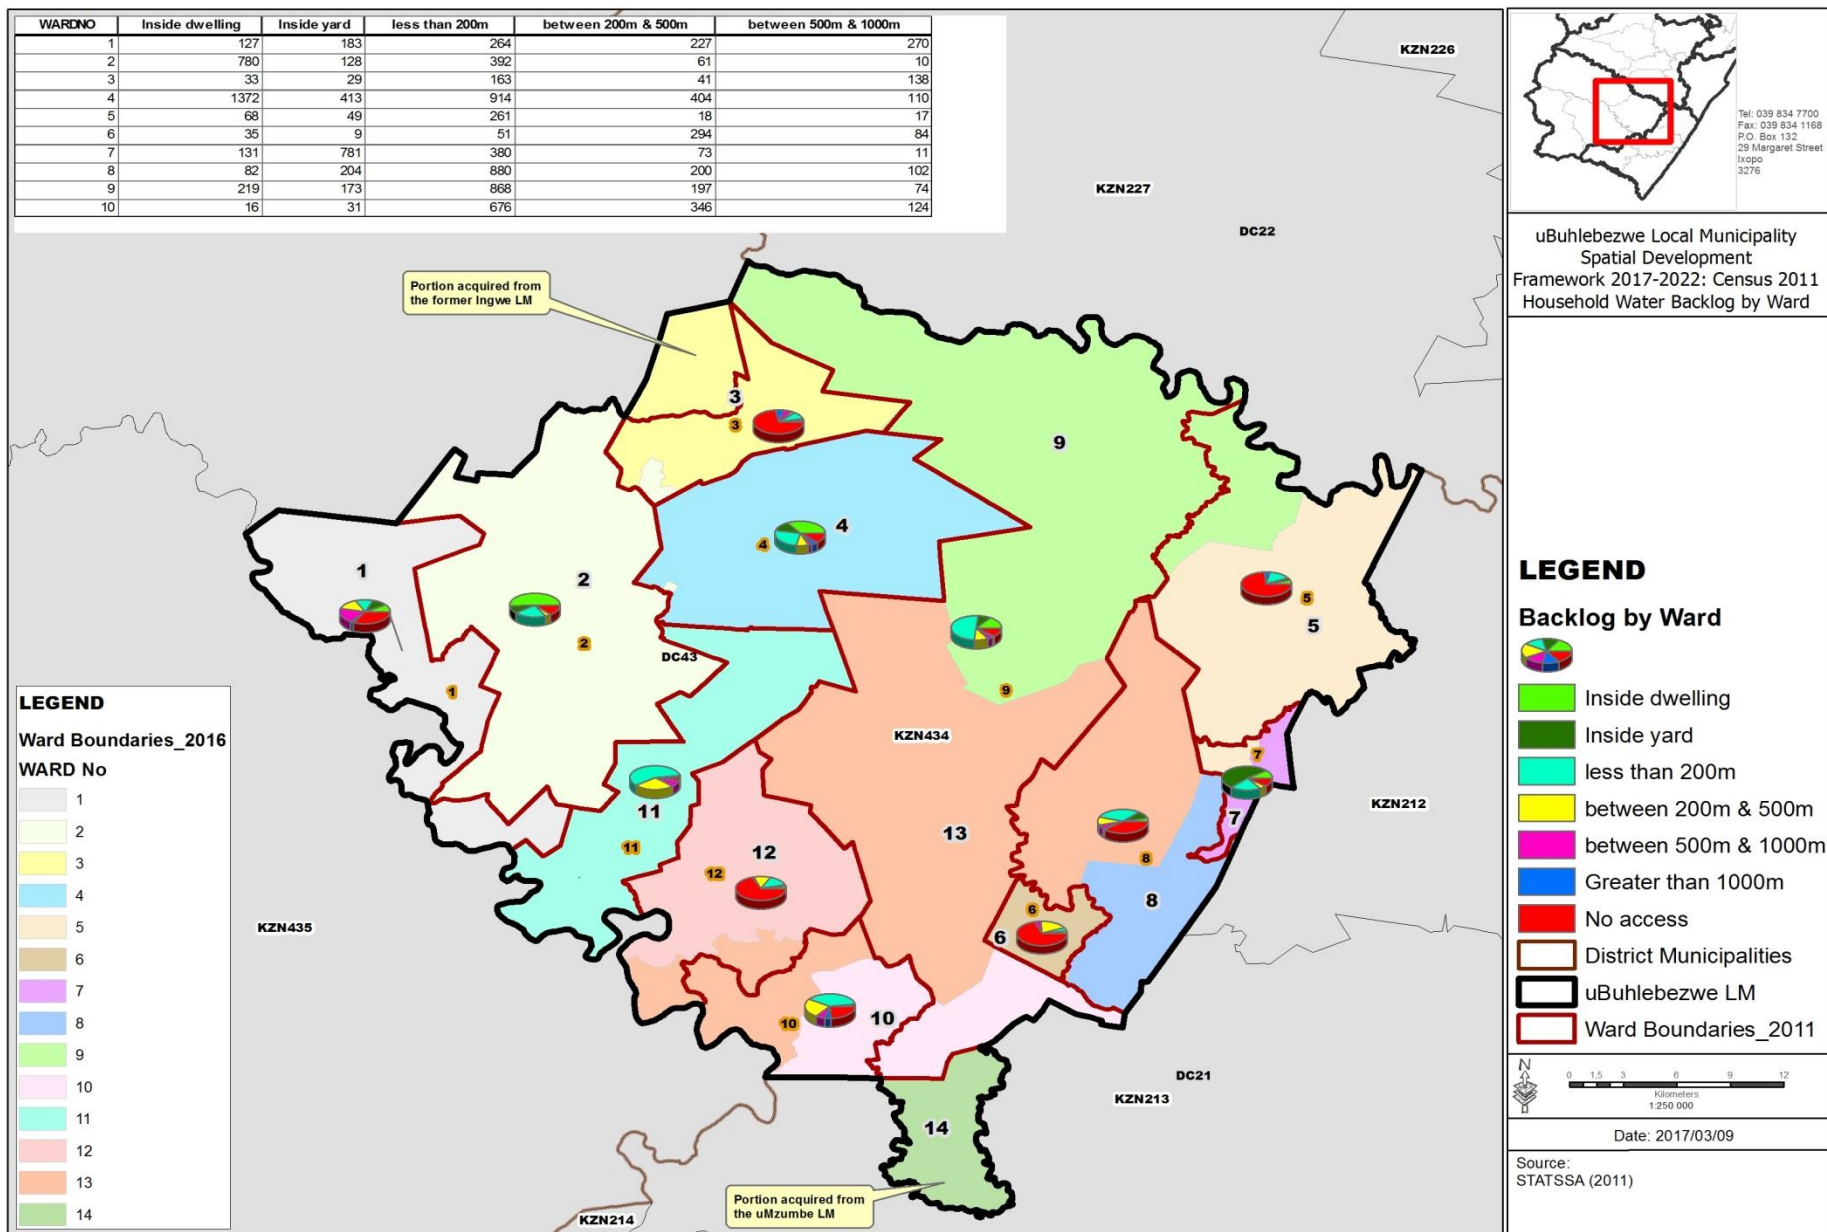 WARDNO Inside dwelling Inside yard less than 200m between 200m & 500m between 500m & 1000m
1 127 183 264 227 270
2 780 128 392 61 10
3 33 29 163 41 138
4 1372 413 914 404 110
5 68 49 261 18 17
6 35 9 51 294 84
7 131 781 380 73 11
8 82 204 880 200 102
9 219 173 868 197 74
10 16 31 676 346 124
KZN226
KZN227
DC22
Portion acquired from
the former Ingwe LM
3
3
9
4
4
1
2
5
5
2
DC43
1
9
KZN434
7
KZN212
11
7
13
11
12
12
8
8
6
6
KZN435
10
10
DC21
KZN213
14
Portion acquired from
the uMzumbe LM
KZN214
LEGEND
Ward Boundaries_2016
WARD No
1
2
3
4
5
6
7
8
9
10
11
12
13
14
Tel: 039 834 7700
Fax: 039 834 1168
P.O. Box 132
29 Margaret Street
Ixopo
3276
uBuhlebezwe Local Municipality
Spatial Development
Framework 2017-2022: Census 2011
Household Water Backlog by Ward
LEGEND
Backlog by Ward
Inside dwelling
Inside yard
less than 200m
between 200m & 500m
between 500m & 1000m
Greater than 1000m
No access
District Municipalities
uBuhlebezwe LM
Ward Boundaries_2011
N
0 1,5 3 6 9 12
Kilometers
1:250 000
Date: 2017/03/09
Source:
STATSSA (2011)